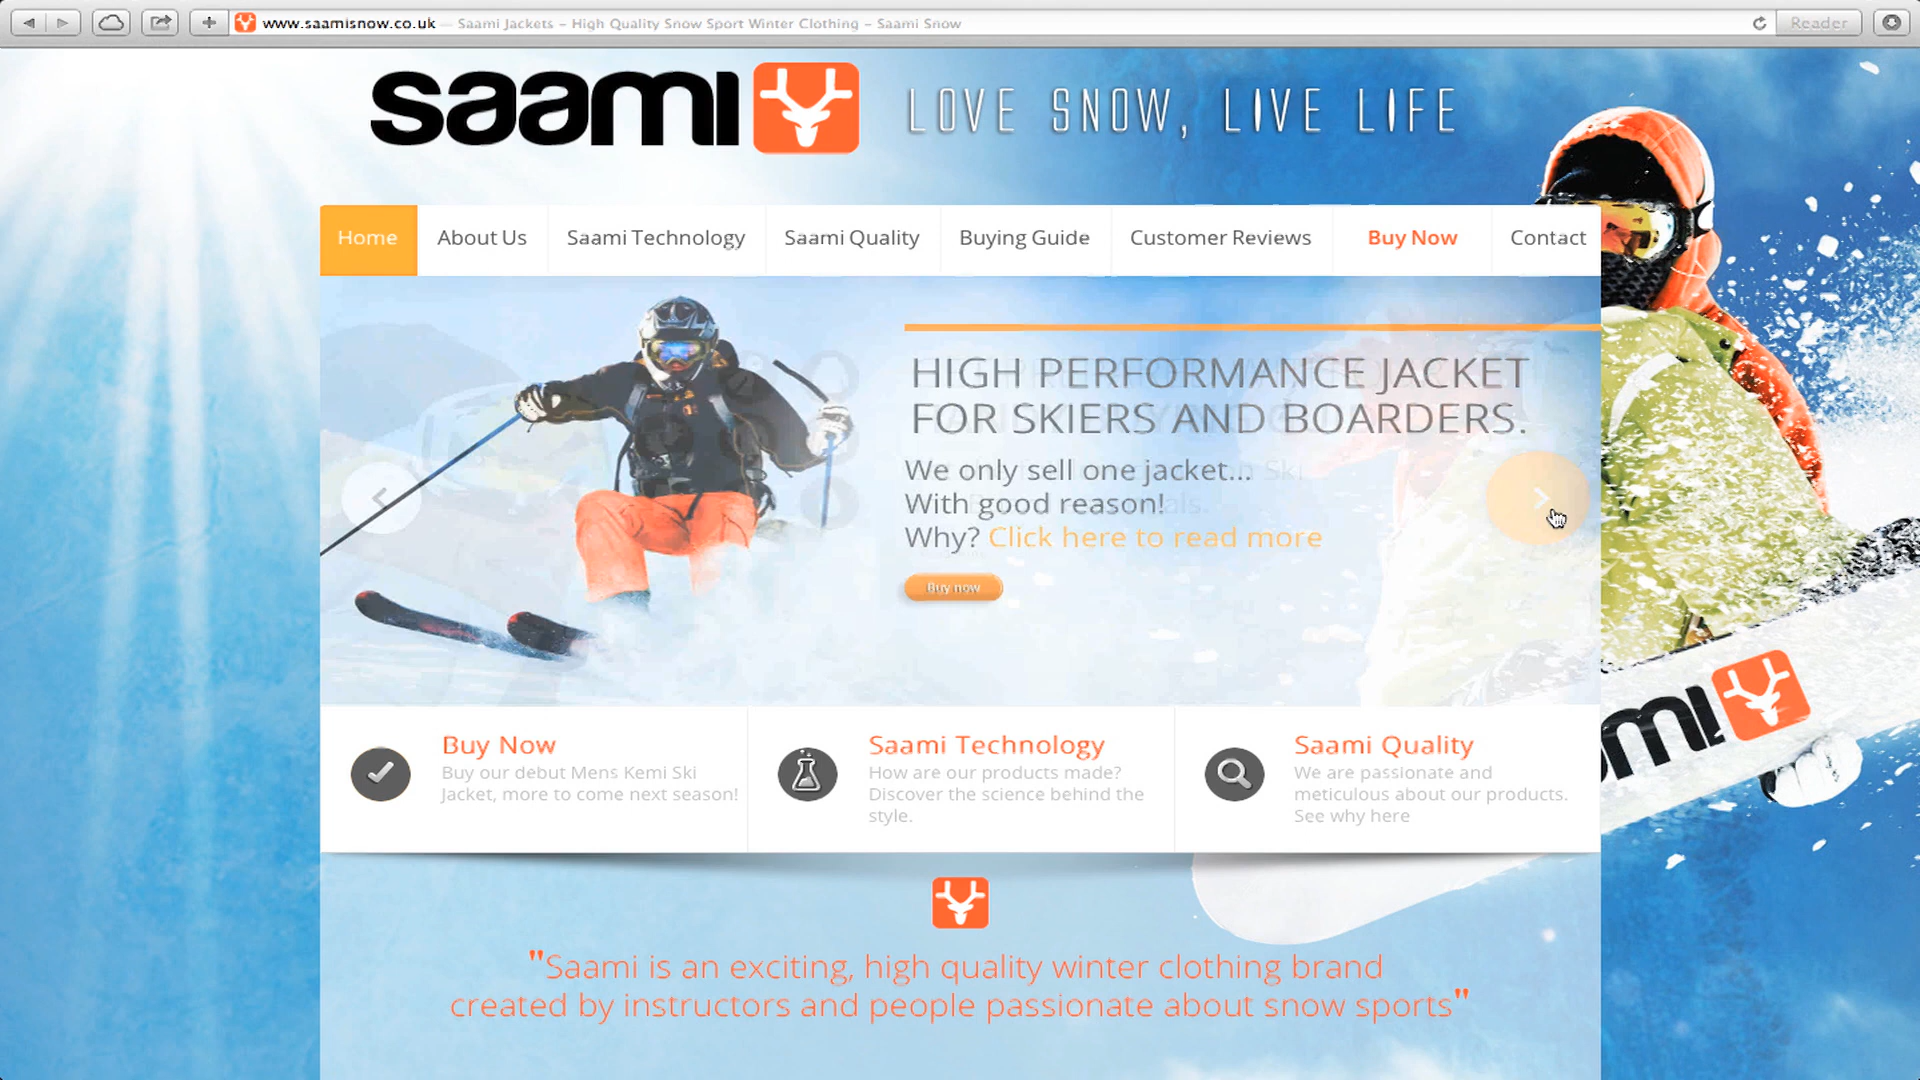 www.saamisnow.co.uk — Saami Jackets – High Quality Snow Sport Winter Clothing – Saami Snow
Reader
saami
LOVE SNOW, LIVE LIFE
Home
About Us
Saami Technology
Saami Quality
Buying Guide
Customer Reviews
Buy Now
Contact
HIGH PERFORMANCE JACKET
FOR SKIERS AND BOARDERS.
We only sell one jacket...
With good reason!
Why? Click here to read more
Buy now
Buy Now
Buy our debut Mens Kemi Ski
Jacket, more to come next season!
Saami Technology
How are our products made?
Discover the science behind the
style.
Saami Quality
We are passionate and
meticulous about our products.
See why here
"Saami is an exciting, high quality winter clothing brand
created by instructors and people passionate about snow sports"